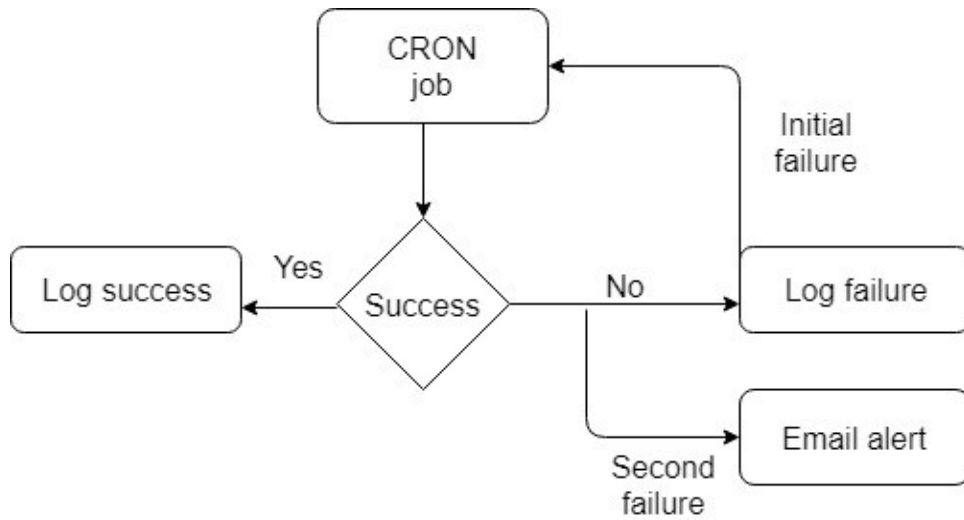 CRON
job
Initial
failure
Yes
Log success
Success
No
Log failure
Email alert
Second
failure